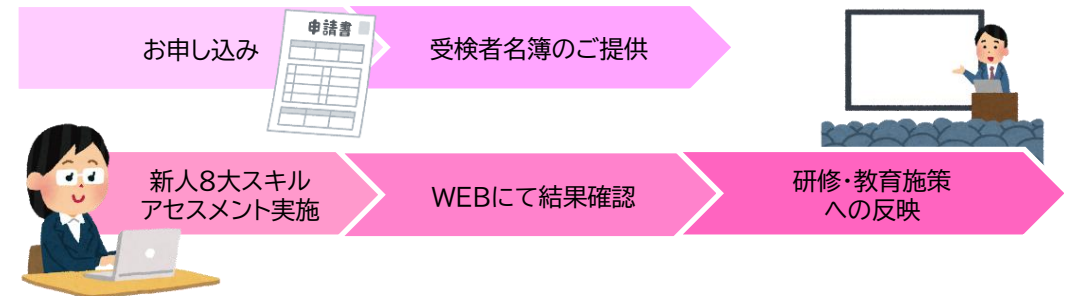 お申し込み
申請書
受検者名簿のご提供
新人8大スキル
アセスメント実施
WEBにて結果確認
研修・教育施策
への反映